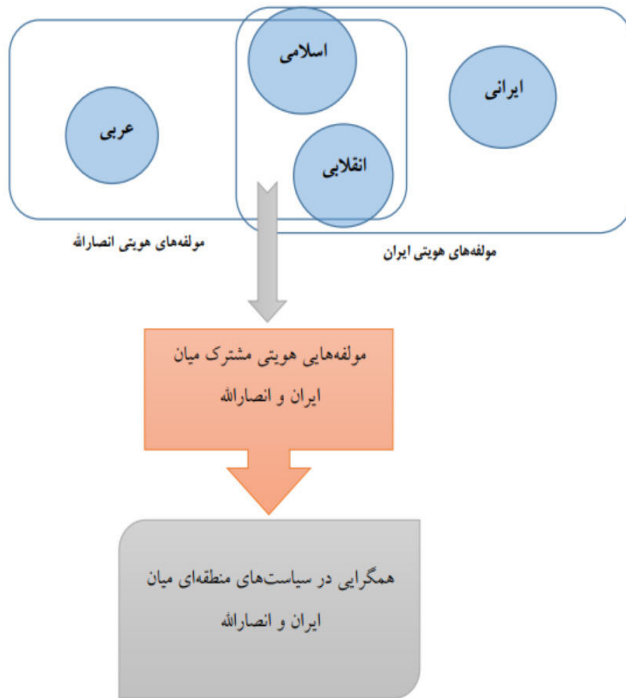 اسلامی
ایرانی
عربی
انقلابی
مولفه‌های هویتی انصارالله
مولفه‌های هویتی ایران
مولفه‌هایی هویتی مشترک میان
ایران و انصارالله
همگرایی در سیاست‌های منطقه‌ای میان
ایران و انصارالله